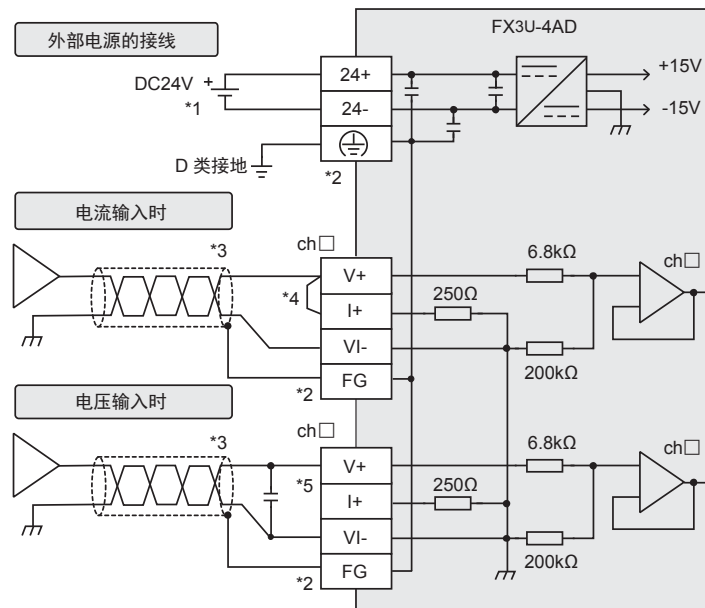 外部电源的接线
FX3U-4AD
DC24V
+
*1
24+
24-
+15V
-15V
D 类接地
*2
电流输入时
*3
ch□
*4
V+
I+
VI-
FG
*2
6.8kΩ
250Ω
200kΩ
ch□
电压输入时
*3
ch□
*5
V+
I+
VI-
FG
*2
6.8kΩ
250Ω
200kΩ
ch□